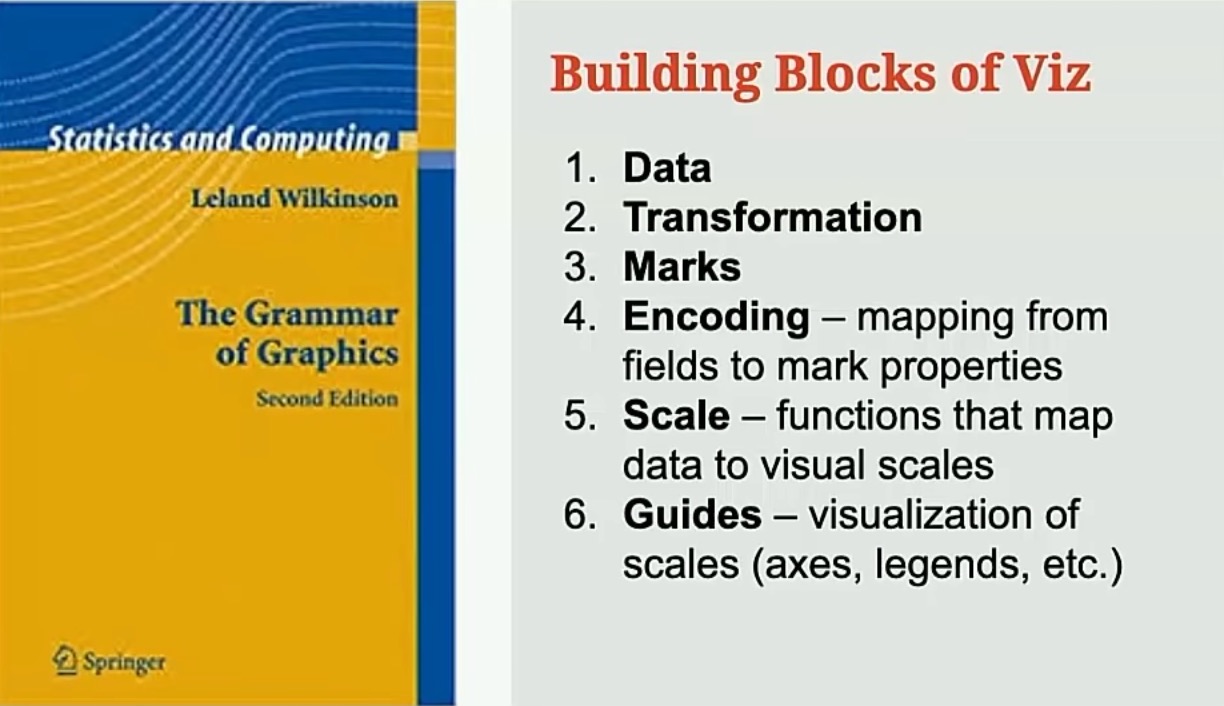 Statistics and Computing
Leland Wilkinson
The Grammar
of Graphics
Second Edition
Springer
Building Blocks of Viz
1. Data
2. Transformation
3. Marks
4. Encoding – mapping from
fields to mark properties
5. Scale – functions that map
data to visual scales
6. Guides – visualization of
scales (axes, legends, etc.)